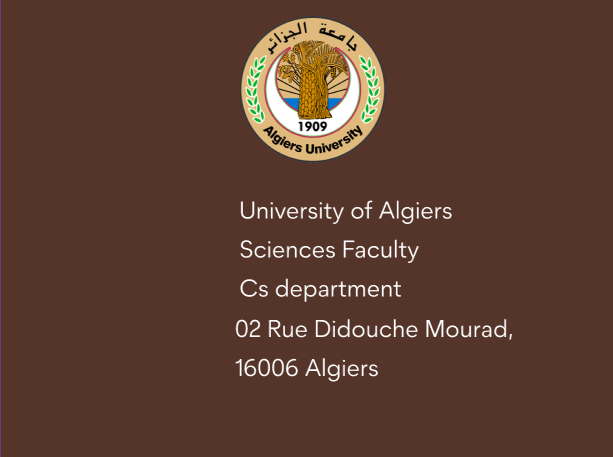 جامعة الجزائر
1909
Algiers University
University of Algiers
Sciences Faculty
Cs department
02 Rue Didouche Mourad,
16006 Algiers